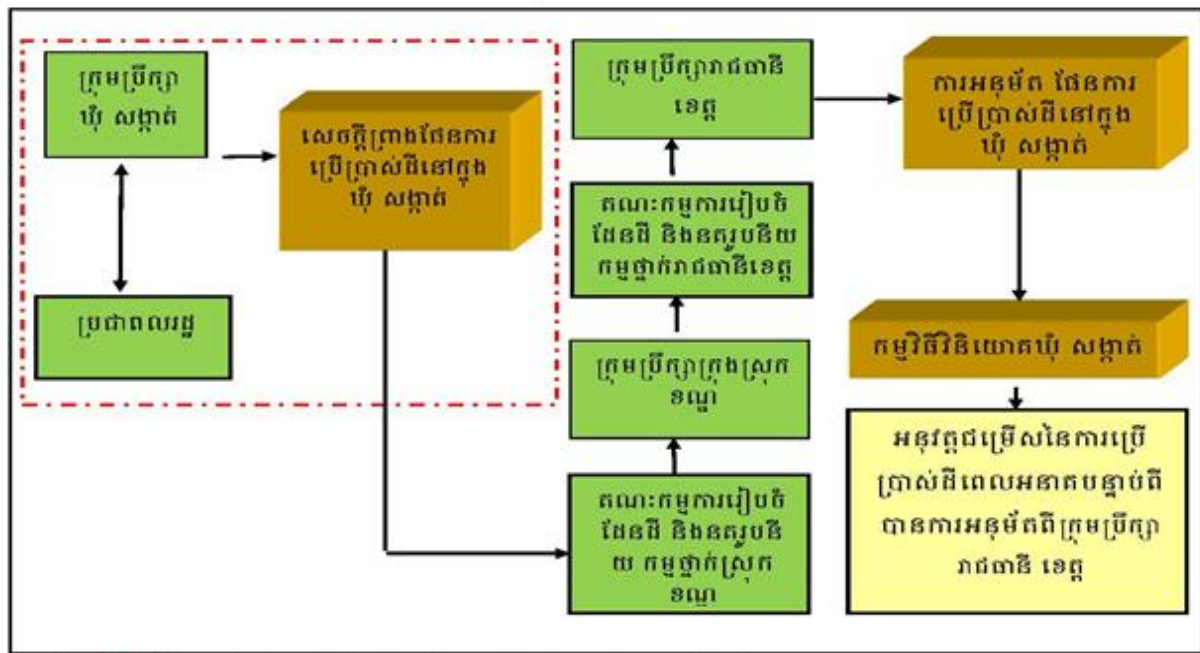 ក្រុមប្រឹក្សា
ឃុំ សង្កាត់
ប្រជាពលរដ្ឋ
សេចក្តីព្រាងផែនការ
ប្រើប្រាស់ដីនៅក្នុង
ឃុំ សង្កាត់
គណៈកម្មការរៀបចំ
ដែនដី និងនគរូបនី
យ កម្មថ្នាក់ស្រុក
ខណ្ឌ
ក្រុមប្រឹក្សាក្រុងស្រុក
ខណ្ឌ
គណៈកម្មការរៀបចំ
ដែនដី និងនគរូបនីយ
កម្មថ្នាក់រាជធានីខេត្ត
ក្រុមប្រឹក្សារាជធានី
ខេត្ត
ការអនុម័ត ផែនការ
ប្រើប្រាស់ដីនៅក្នុង
ឃុំ សង្កាត់
កម្មវិធីវិនិយោគឃុំ សង្កាត់
អនុវត្តជម្រើសនៃការប្រើ
ប្រាស់ដីពេលអនាគតបន្ទាប់ពី
បានការអនុម័តពីក្រុមប្រឹក្សា
រាជធានី ខេត្ត